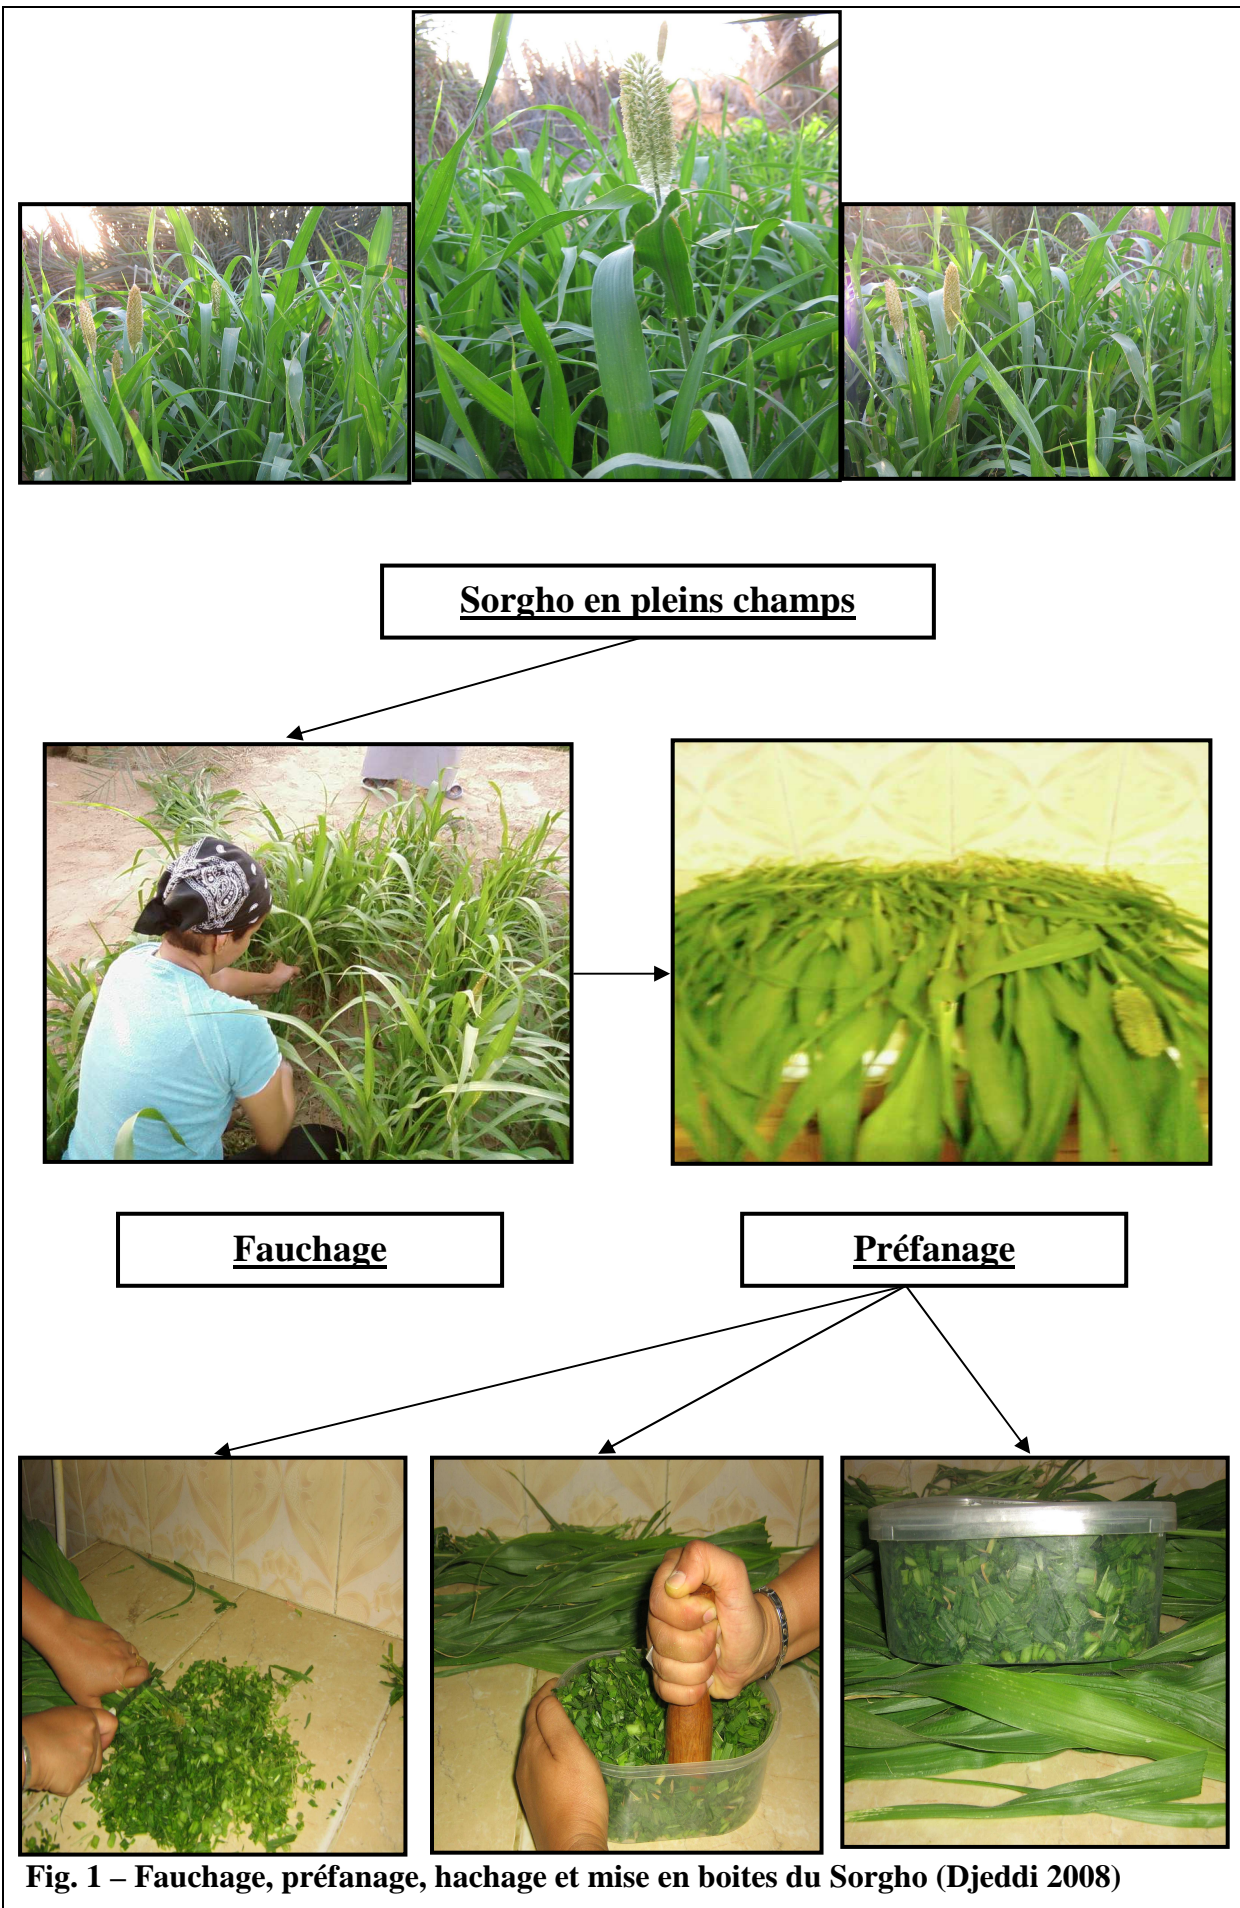 Sorgho en pleins champs
Fauchage
Préfanage
Fig. 1 – Fauchage, préfanage, hachage et mise en boites du Sorgho (Djeddi 2008)